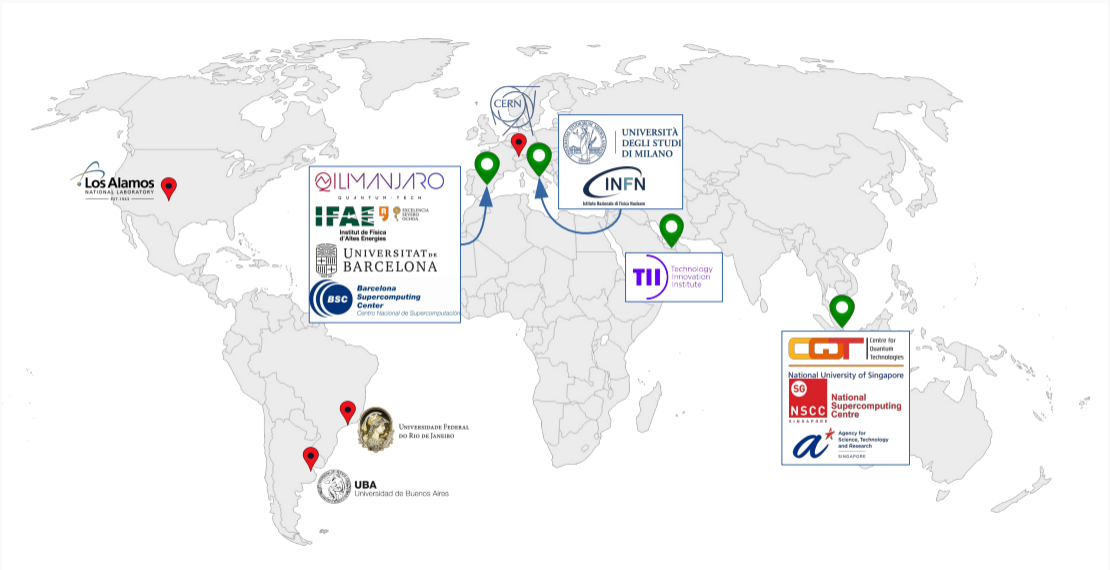 CERN
Los Alamos
NATIONAL LABORATORY
EST. 1943
QILIMANJARO
QUANTUM·TECH
IFAE
EXCELENCIA
SEVERO
OCHOA
Institut de Física
d'Altes Energies
UNIVERSITAT DE
BARCELONA
BSC
Barcelona
Supercomputing
Center
Centro Nacional de Supercomputación
UNIVERSITÀ
DEGLI STUDI
DI MILANO
INFN
Istituto Nazionale di Fisica Nucleare
TII
Technology
Innovation
Institute
CQT
Centre for
Quantum
Technologies
National University of Singapore
SG
NSCC
SINGAPORE
National
Supercomputing
Centre
a
Agency for
Science, Technology
and Research
SINGAPORE
UNIVERSIDADE FEDERAL
DO RIO DE JANEIRO
UBA
Universidad de Buenos Aires